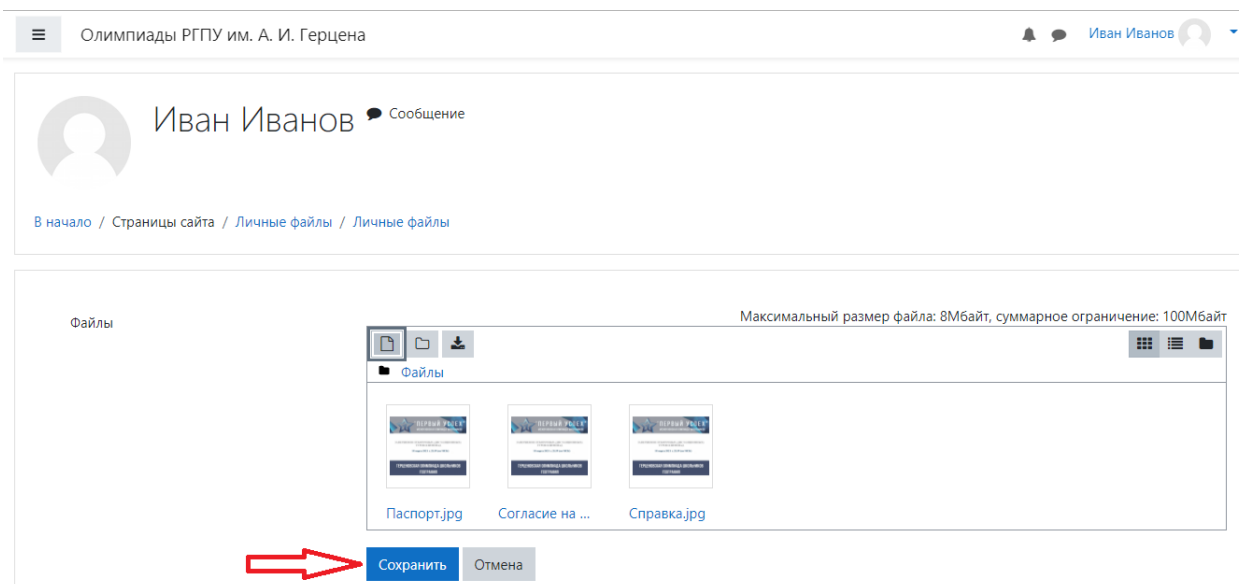 Олимпиады РГПУ им. А. И. Герцена
Иван Иванов
Иван Иванов
Сообщение
В начало / Страницы сайта / Личные файлы / Личные файлы
Файлы
Максимальный размер файла: 8Мбайт, суммарное ограничение: 100Мбайт
Файлы
Паспорт.jpg
Согласие на ...
Справка.jpg
Сохранить
Отмена